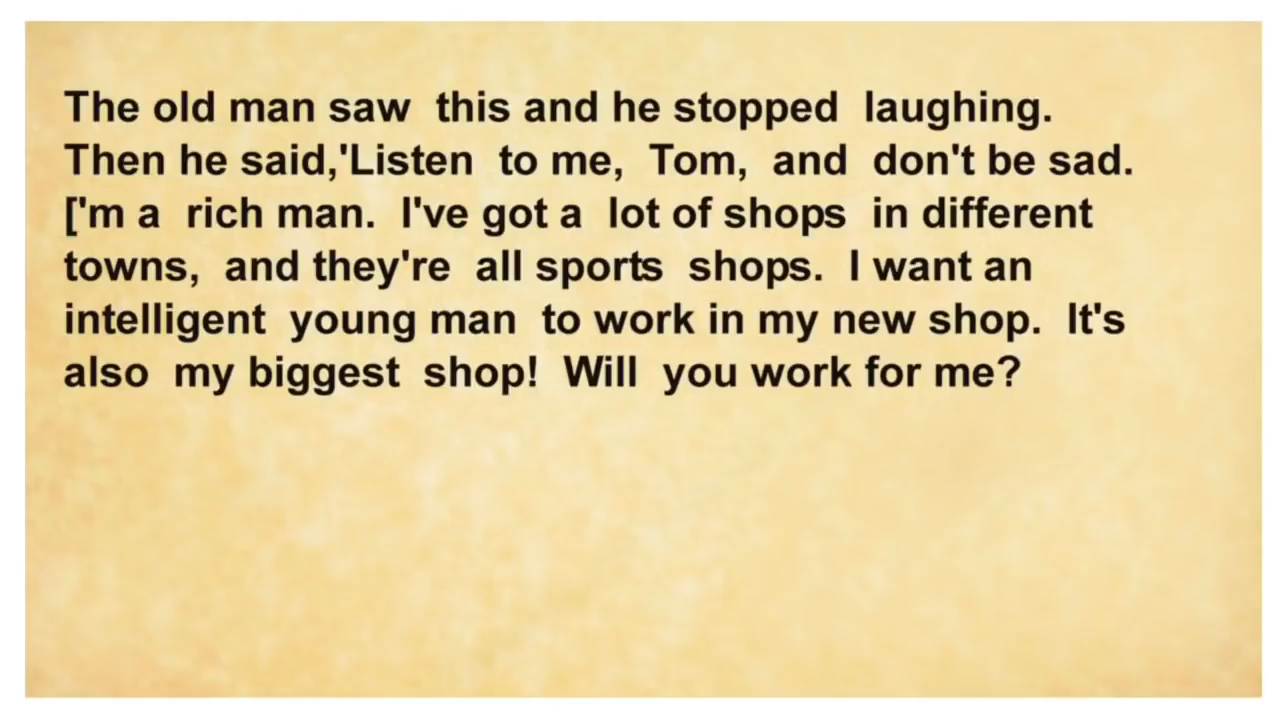 The old man saw this and he stopped laughing.
Then he said,'Listen to me, Tom, and don't be sad.
['m a rich man. I've got a lot of shops in different
towns, and they're all sports shops. I want an
intelligent young man to work in my new shop. It's
also my biggest shop! Will you work for me?